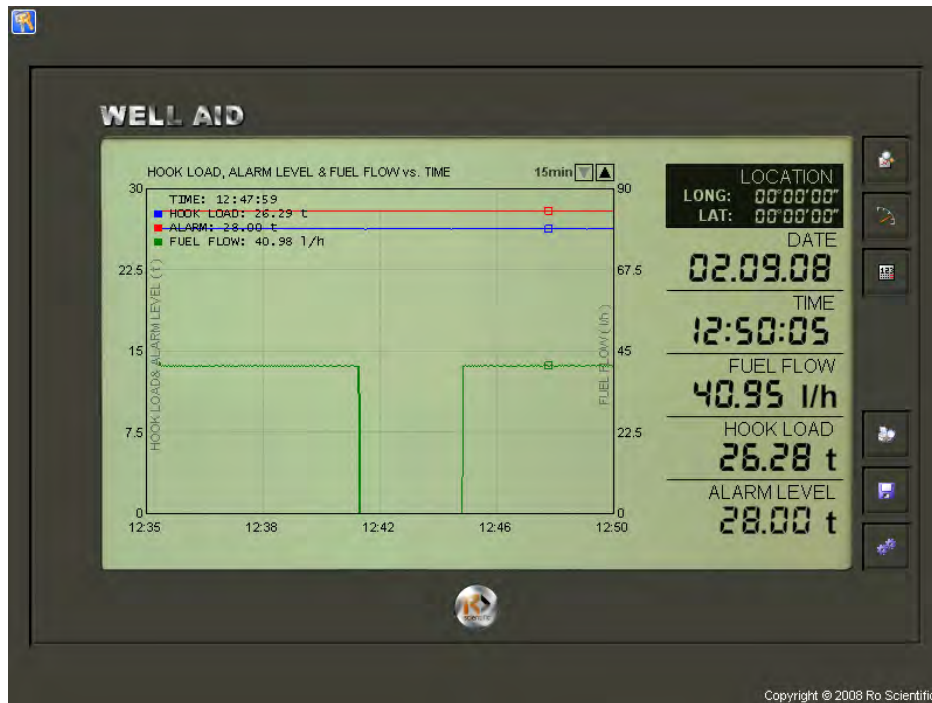 WELL AID
HOOK LOAD, ALARM LEVEL & FUEL FLOW vs. TIME
15min
TIME: 12:47:59
HOOK LOAD: 26.29 t
ALARM: 28.00 t
FUEL FLOW: 40.98 l/h
30
22.5
15
7.5
0
HOOK LOAD& ALARM LEVEL ( t )
90
67.5
45
22.5
0
FUEL FLOW ( l/h )
12:35
12:38
12:42
12:46
12:50
LOCATION
LONG: 00°00'00"
LAT: 00°00'00"
DATE
02.09.08
TIME
12:50:05
FUEL FLOW
40.95 l/h
HOOK LOAD
26.28 t
ALARM LEVEL
28.00 t
123
R
scientific
Copyright © 2008 Ro Scientific